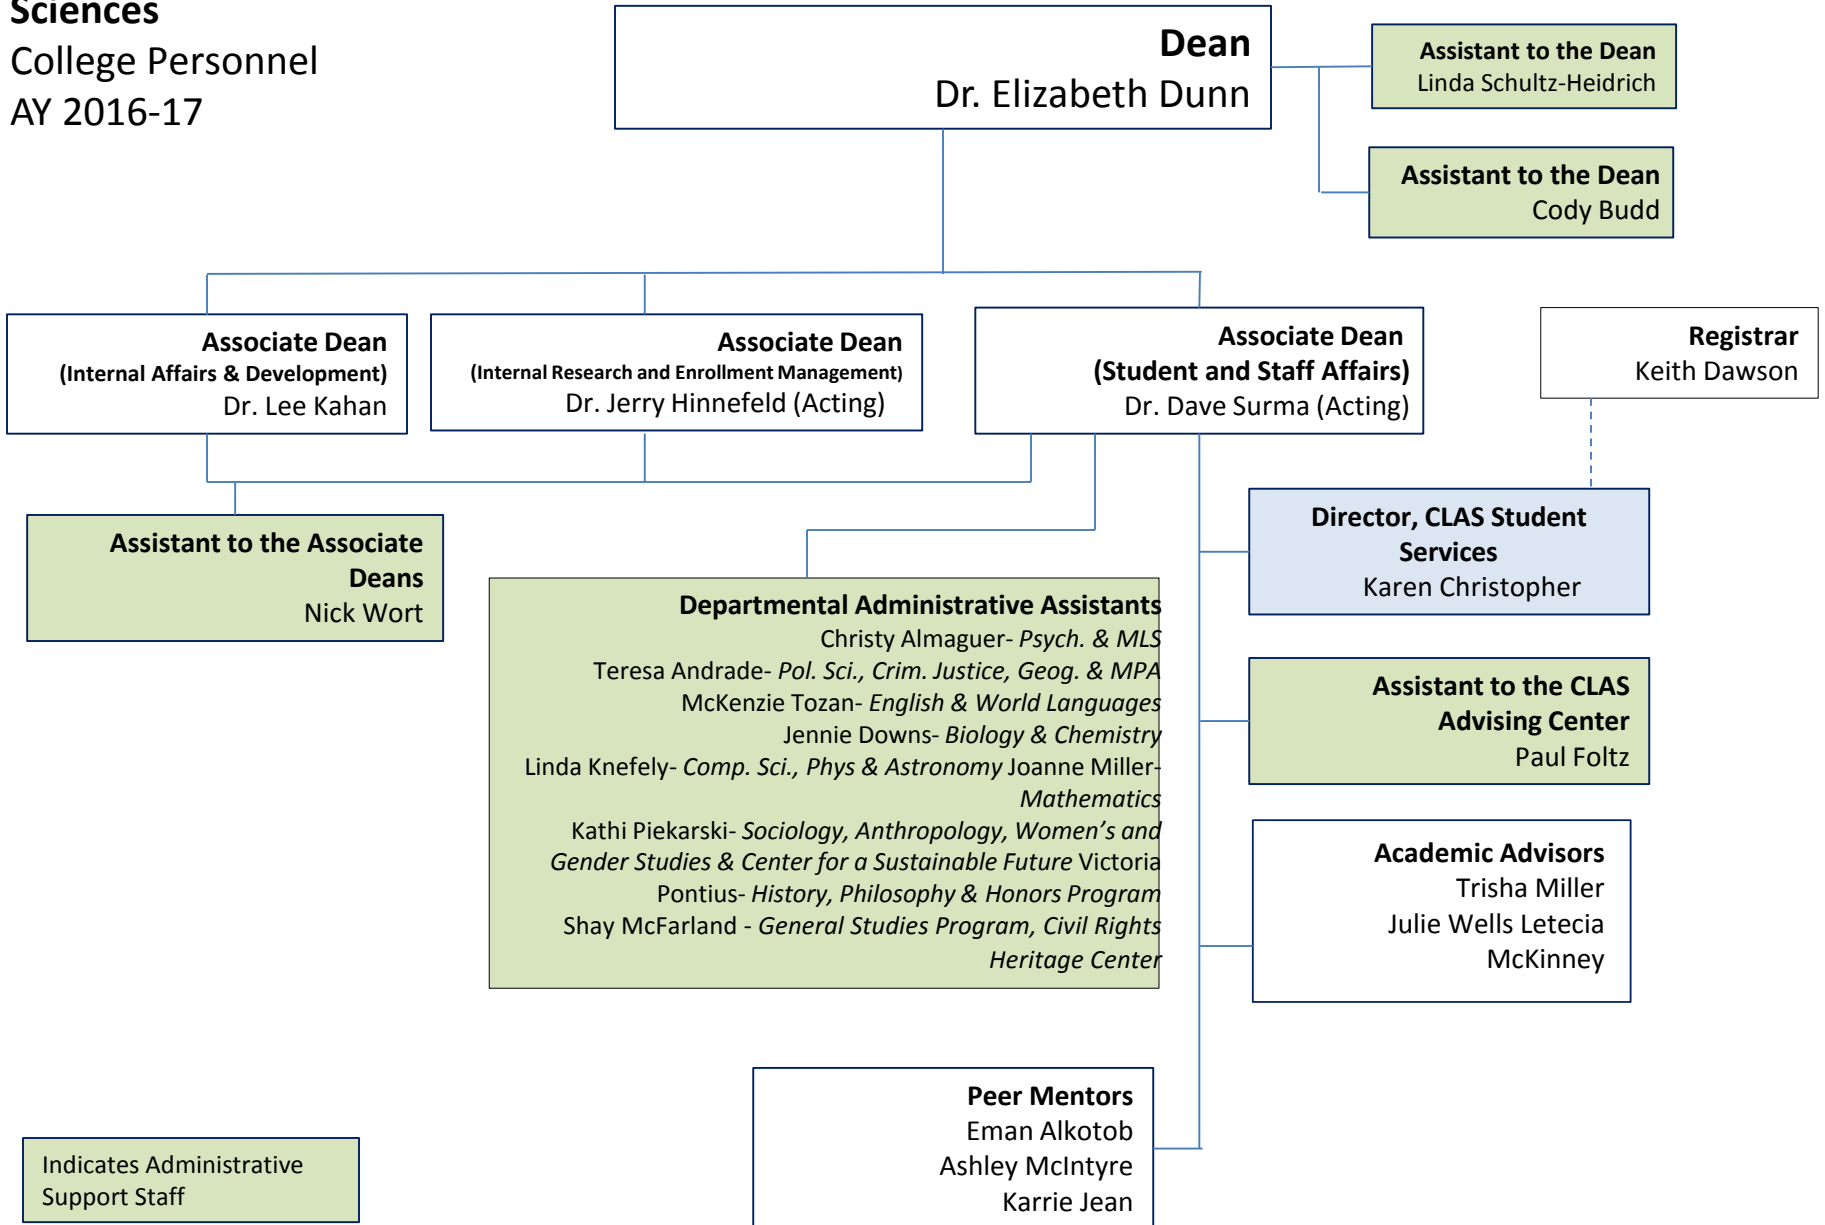 Sciences
College Personnel
AY 2016-17
Dean
Dr. Elizabeth Dunn
Assistant to the Dean
Linda Schultz-Heidrich
Assistant to the Dean
Cody Budd
Associate Dean
(Internal Affairs & Development)
Dr. Lee Kahan
Associate Dean
(Internal Research and Enrollment Management)
Dr. Jerry Hinnefeld (Acting)
Associate Dean
(Student and Staff Affairs)
Dr. Dave Surma (Acting)
Registrar
Keith Dawson
Assistant to the Associate
Deans
Nick Wort
Departmental Administrative Assistants
Christy Almaguer- Psych. & MLS
Teresa Andrade- Pol. Sci., Crim. Justice, Geog. & MPA
McKenzie Tozan- English & World Languages
Jennie Downs- Biology & Chemistry
Linda Knefely- Comp. Sci., Phys & Astronomy Joanne Miller-
Mathematics
Kathi Piekarski- Sociology, Anthropology, Women's and
Gender Studies & Center for a Sustainable Future Victoria
Pontius- History, Philosophy & Honors Program
Shay McFarland - General Studies Program, Civil Rights
Heritage Center
Director, CLAS Student
Services
Karen Christopher
Assistant to the CLAS
Advising Center
Paul Foltz
Academic Advisors
Trisha Miller
Julie Wells Letecia
McKinney
Peer Mentors
Eman Alkotob
Ashley McIntyre
Karrie Jean
Indicates Administrative
Support Staff